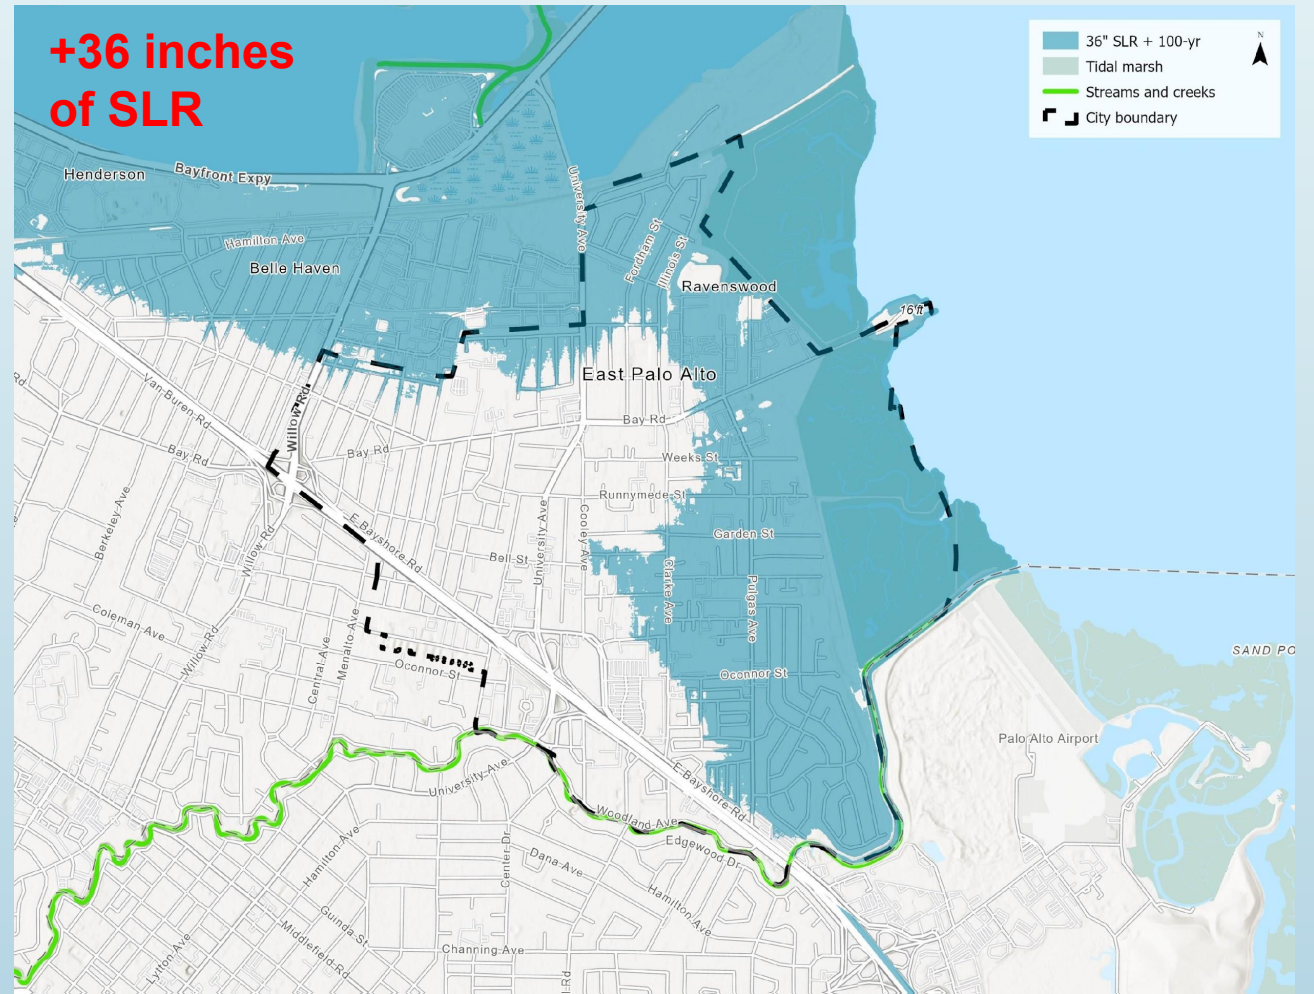 +36 inches
of SLR
36" SLR + 100-yr
Tidal marsh
Streams and creeks
City boundary
N
Henderson
Bayfront Expy
University Ave
Hamilton Ave
Belle Haven
Fordham St
Illinois St
Ravenswood
16 ft
East Palo Alto
Rd
Van Buren Rd
Willow Rd
Bay Rd
Bay Rd
Bay Rd
Weeks St
Runnymede St
Berkeley Ave
Willow Rd
E Bayshore Rd
Bell St
University Ave
Cooley Ave
Garden St
Clarke Ave
Pulgas Ave
Coleman Ave
Willow Rd
Central Ave
Menalto Ave
Oconnor St
Oconnor St
SAND PO
Palo Alto Airport
University Ave
E Bayshore Rd
Woodland Ave
Edgewood Dr
Hamilton Ave
Center Dr
Dana Ave
Hamilton Ave
Guinda St
Middlefield Rd
Lytton Ave
Channing Ave
l Rd